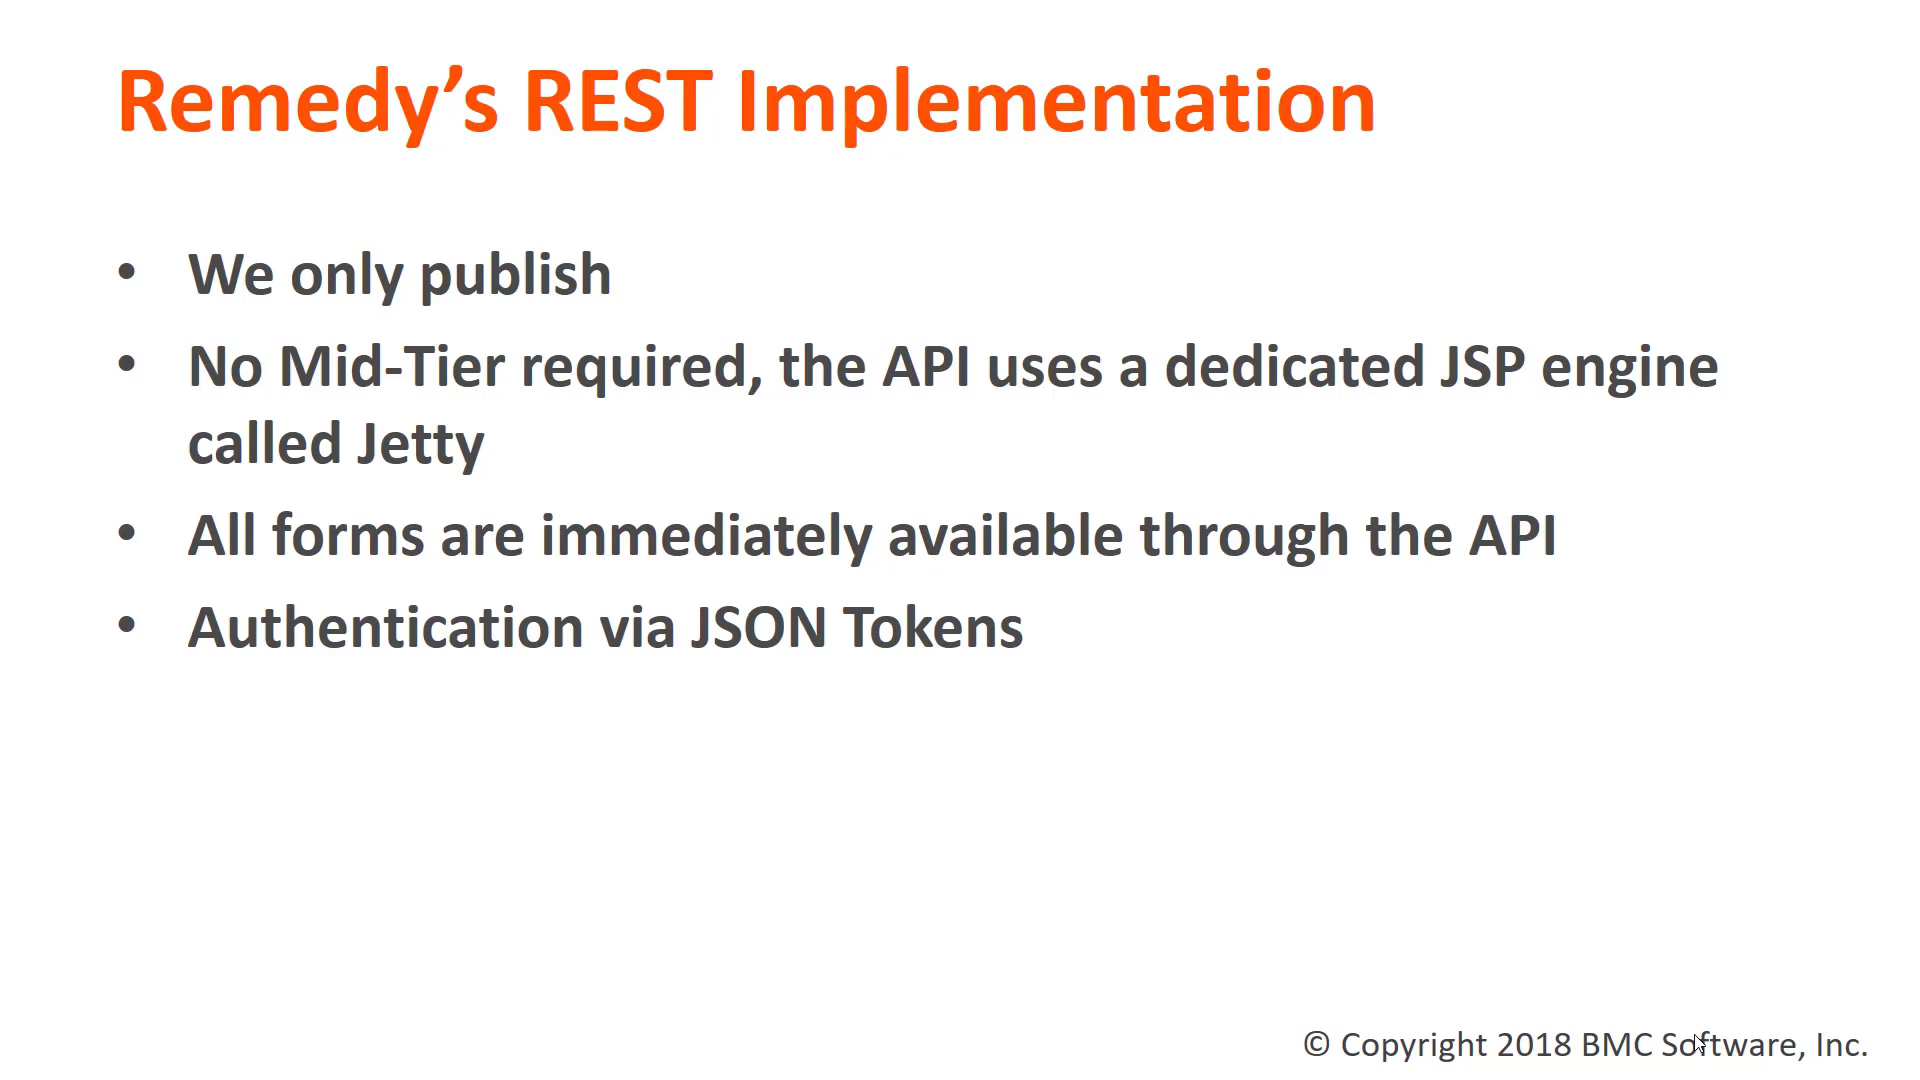 Remedy’s REST Implementation
• We only publish
• No Mid-Tier required, the API uses a dedicated JSP engine
called Jetty
• All forms are immediately available through the API
• Authentication via JSON Tokens
© Copyright 2018 BMC Software, Inc.